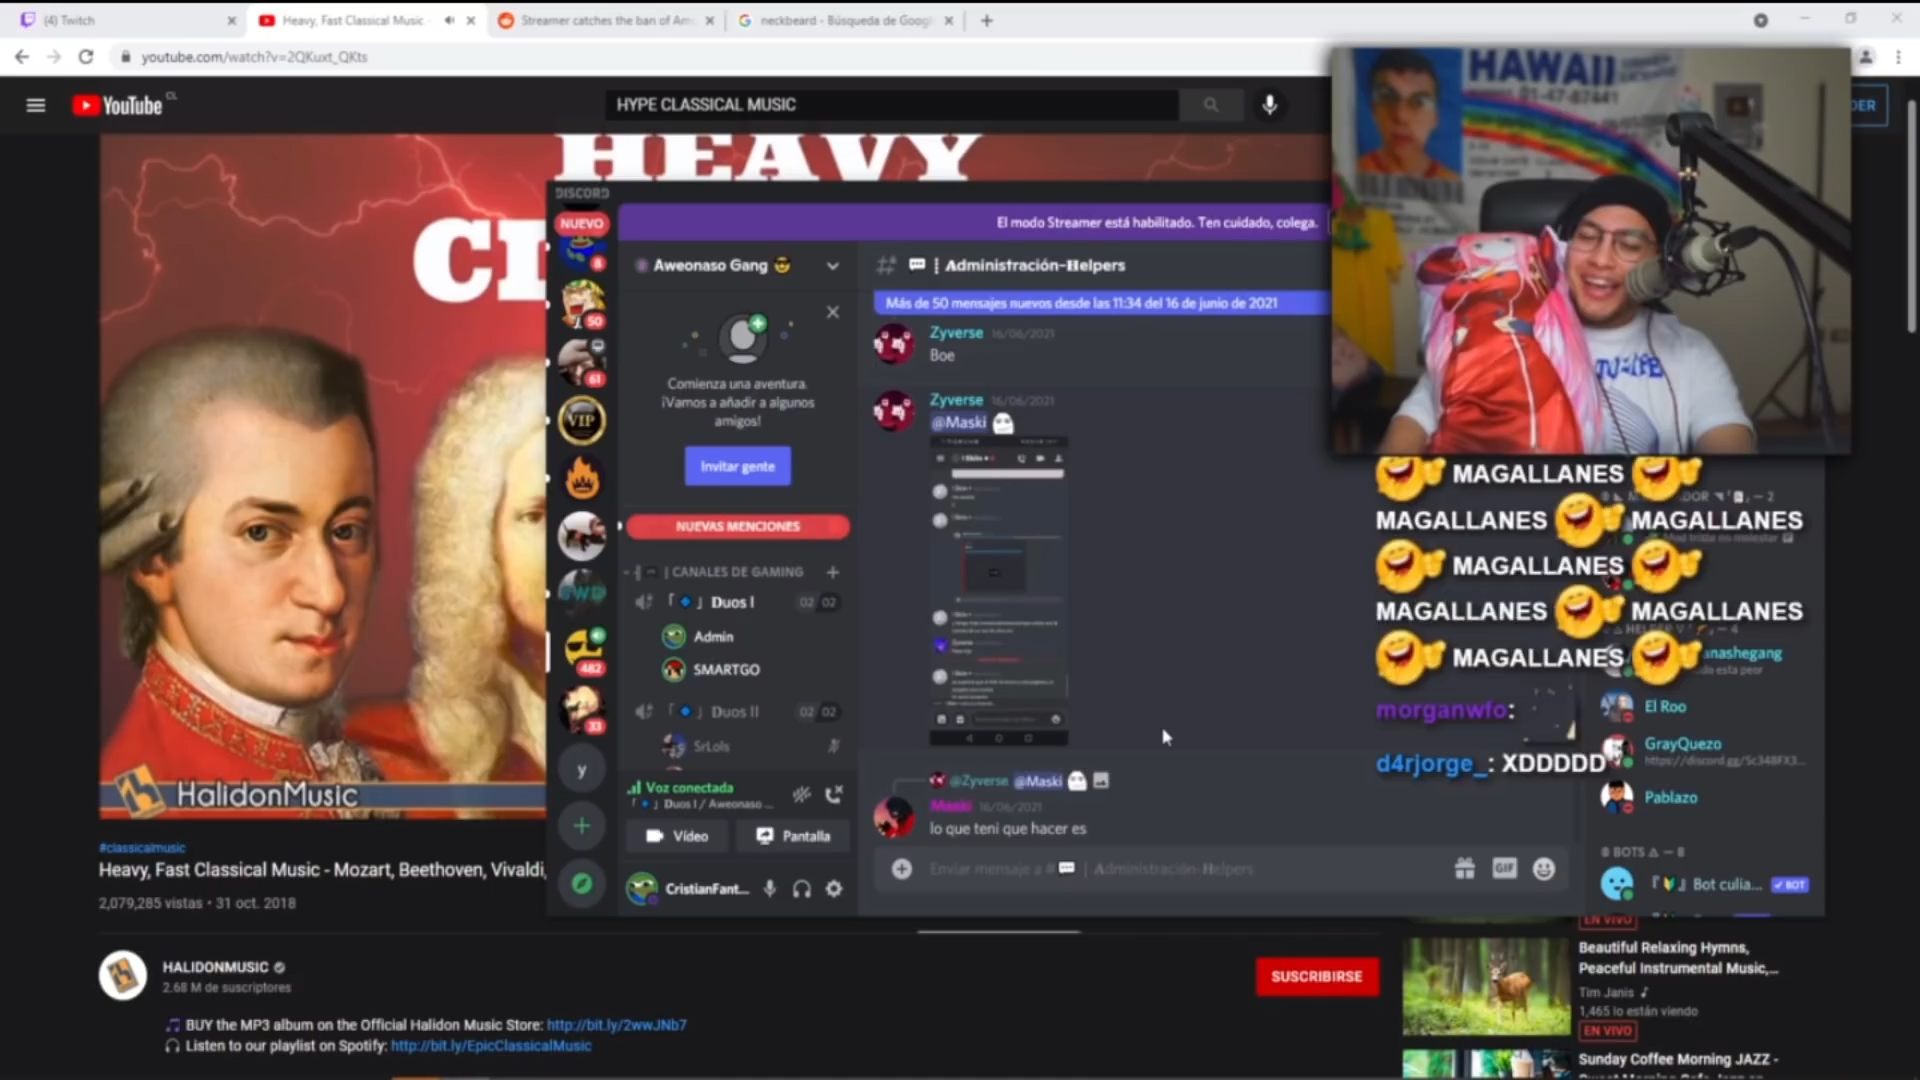 (4) Twitch
Heavy, Fast Classical Music -
Streamer catches the ban of Am
neckbeard - Búsqueda de Googl
youtube.com/watch?v=2QKuxt_QKts
YouTube CL
HYPE CLASSICAL MUSIC
DER
HAWAII
HEAVY
CL
HalidonMusic
DISCORD
NUEVO
8
50
61
VIP
482
33
y
El modo Streamer está habilitado. Ten cuidado, colega.
Aweonaso Gang 😎
Comienza una aventura.
¡Vamos a añadir a algunos
amigos!
Invitar gente
NUEVAS MENCIONES
| CANALES DE GAMING
「🔹」Duos I 02 02
Admin
SMARTGO
「🔹」Duos II 02 02
SrLols
Voz conectada
「🔹」Duos I / Aweonaso ...
Vídeo
Pantalla
CristianFant...
💬 | Administración-Helpers
Más de 50 mensajes nuevos desde las 11:34 del 16 de junio de 2021
Zyverse 16/06/2021
Boe
Zyverse 16/06/2021
@Maski
@Zyverse @Maski
Maski 16/06/2021
lo que teni que hacer es
Enviar mensaje a #💬 | Administración-Helpers
GIF
MAGALLANES
MAGALLANES MAGALLANES
MAGALLANES
MAGALLANES MAGALLANES
MAGALLANES
morganwfo:
d4rjorge_: XDDDDD
nashegang
esta peor
El Roo
GrayQuezo
https://discord.gg/5c348FX3...
Pablazo
BOTS — 8
『🔰』Bot culia... ✓ BOT
#classicalmusic
Heavy, Fast Classical Music - Mozart, Beethoven, Vivaldi,
2,079,285 vistas • 31 oct. 2018
HALIDONMUSIC
2.68 M de suscriptores
SUSCRIBIRSE
🎵 BUY the MP3 album on the Official Halidon Music Store: http://bit.ly/2wwJNb7
🎧 Listen to our playlist on Spotify: http://bit.ly/EpicClassicalMusic
EN VIVO
Beautiful Relaxing Hymns,
Peaceful Instrumental Music,...
Tim Janis ♪
1,465 lo están viendo
EN VIVO
Sunday Coffee Morning JAZZ -